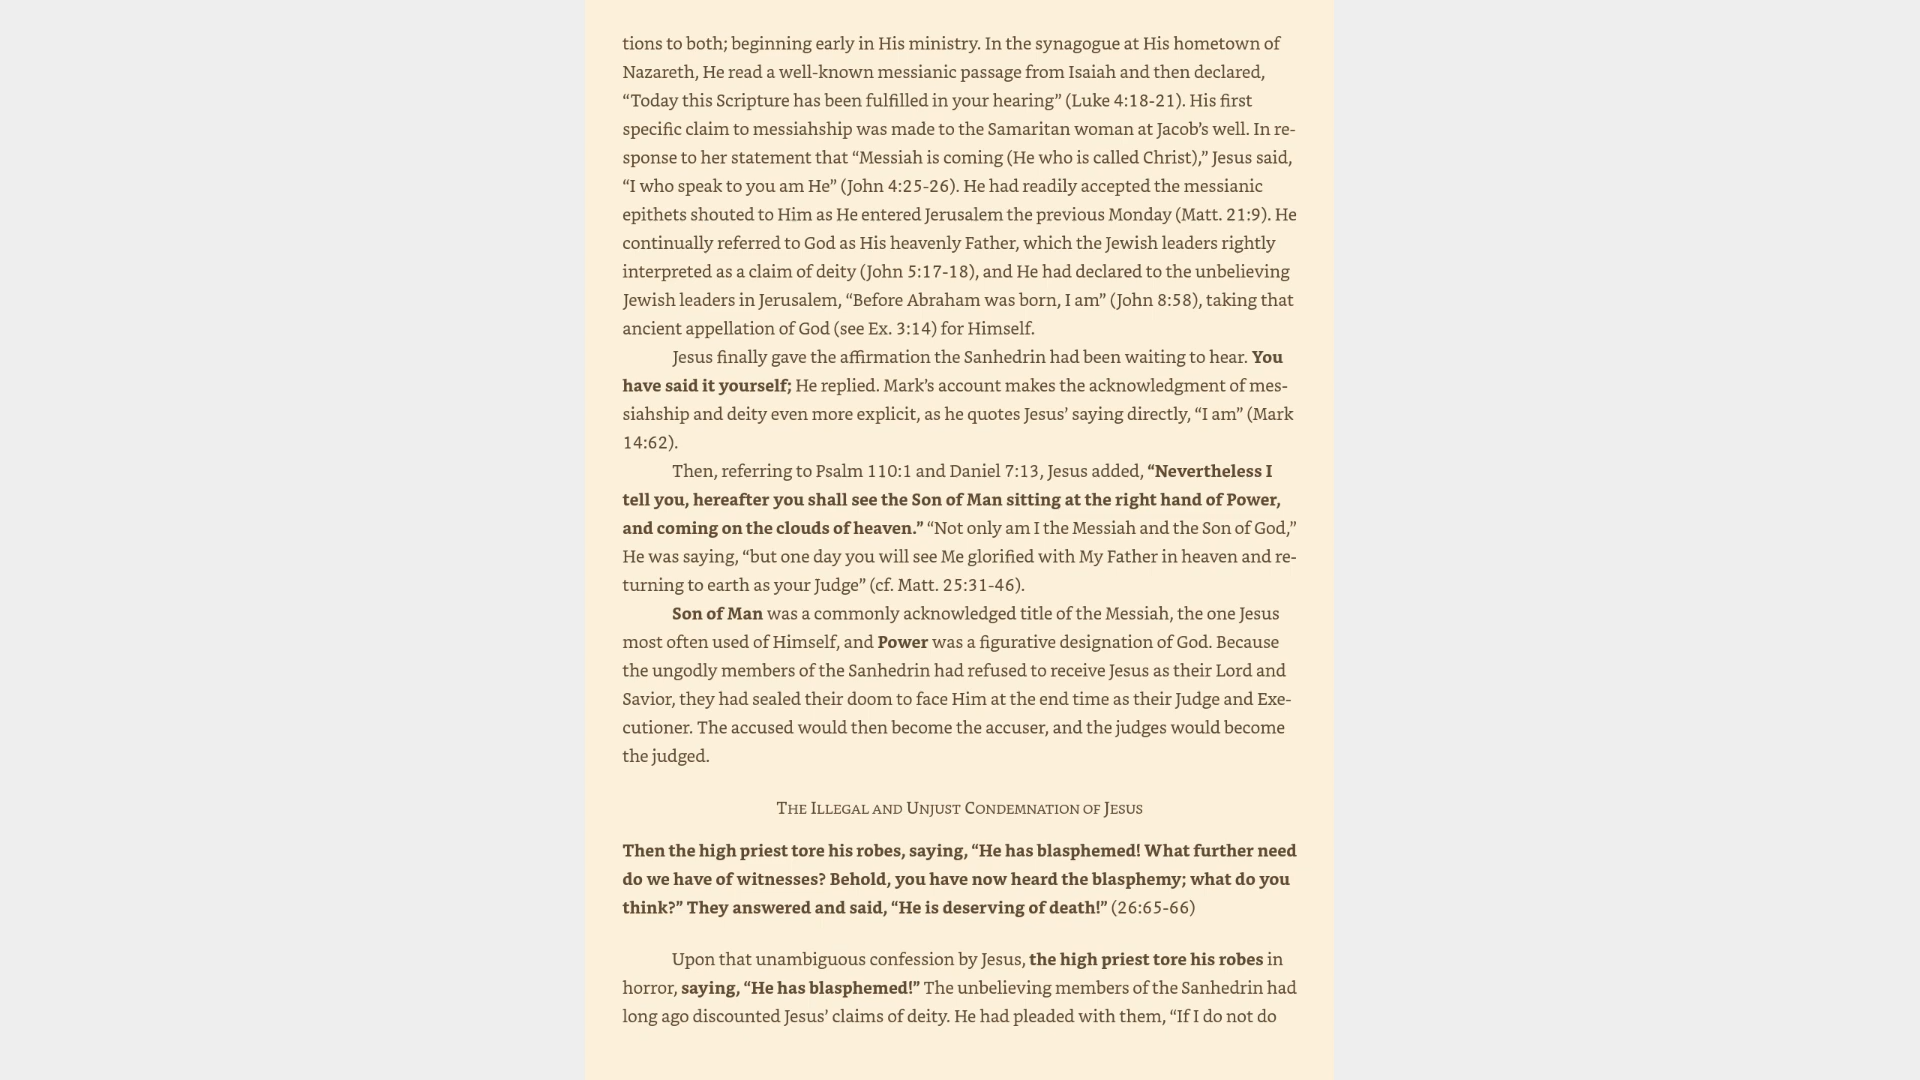 tions to both; beginning early in His ministry. In the synagogue at His hometown of
Nazareth, He read a well-known messianic passage from Isaiah and then declared,
“Today this Scripture has been fulfilled in your hearing” (Luke 4:18-21). His first
specific claim to messiahship was made to the Samaritan woman at Jacob’s well. In re-
sponse to her statement that “Messiah is coming (He who is called Christ),” Jesus said,
“I who speak to you am He” (John 4:25-26). He had readily accepted the messianic
epithets shouted to Him as He entered Jerusalem the previous Monday (Matt. 21:9). He
continually referred to God as His heavenly Father, which the Jewish leaders rightly
interpreted as a claim of deity (John 5:17-18), and He had declared to the unbelieving
Jewish leaders in Jerusalem, “Before Abraham was born, I am” (John 8:58), taking that
ancient appellation of God (see Ex. 3:14) for Himself.
Jesus finally gave the affirmation the Sanhedrin had been waiting to hear. You
have said it yourself; He replied. Mark’s account makes the acknowledgment of mes-
siahship and deity even more explicit, as he quotes Jesus’ saying directly, “I am” (Mark
14:62).
Then, referring to Psalm 110:1 and Daniel 7:13, Jesus added, “Nevertheless I
tell you, hereafter you shall see the Son of Man sitting at the right hand of Power,
and coming on the clouds of heaven.” “Not only am I the Messiah and the Son of God,”
He was saying, “but one day you will see Me glorified with My Father in heaven and re-
turning to earth as your Judge” (cf. Matt. 25:31-46).
Son of Man was a commonly acknowledged title of the Messiah, the one Jesus
most often used of Himself, and Power was a figurative designation of God. Because
the ungodly members of the Sanhedrin had refused to receive Jesus as their Lord and
Savior, they had sealed their doom to face Him at the end time as their Judge and Exe-
cutioner. The accused would then become the accuser, and the judges would become
the judged.
The Illegal and Unjust Condemnation of Jesus
Then the high priest tore his robes, saying, “He has blasphemed! What further need
do we have of witnesses? Behold, you have now heard the blasphemy; what do you
think?” They answered and said, “He is deserving of death!” (26:65-66)
Upon that unambiguous confession by Jesus, the high priest tore his robes in
horror, saying, “He has blasphemed!” The unbelieving members of the Sanhedrin had
long ago discounted Jesus’ claims of deity. He had pleaded with them, “If I do not do